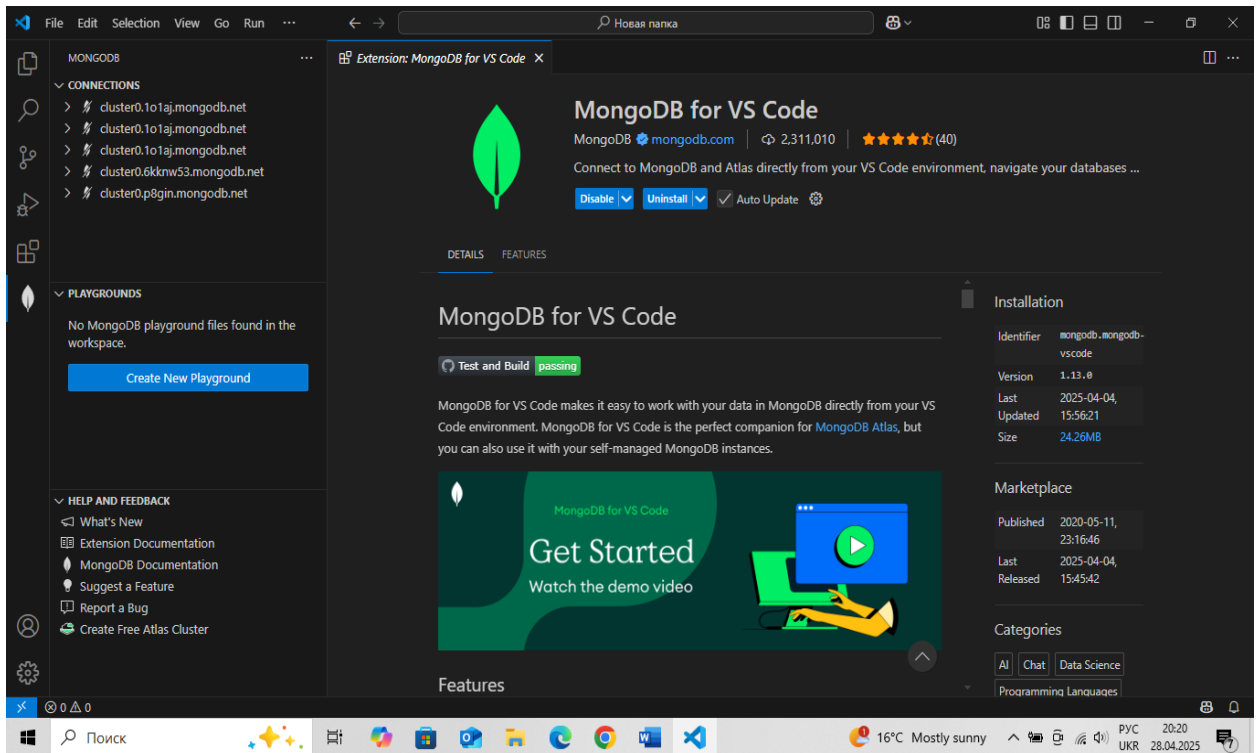 File Edit Selection View Go Run ···
Новая папка
MONGODB ···
CONNECTIONS
cluster0.1o1aj.mongodb.net
cluster0.1o1aj.mongodb.net
cluster0.1o1aj.mongodb.net
cluster0.6kknw53.mongodb.net
cluster0.p8gin.mongodb.net
PLAYGROUNDS
No MongoDB playground files found in the
workspace.
Create New Playground
HELP AND FEEDBACK
What's New
Extension Documentation
MongoDB Documentation
Suggest a Feature
Report a Bug
Create Free Atlas Cluster
Extension: MongoDB for VS Code
MongoDB for VS Code
MongoDB mongodb.com 2,311,010 (40)
Connect to MongoDB and Atlas directly from your VS Code environment, navigate your databases ...
Disable Uninstall Auto Update
DETAILS FEATURES
MongoDB for VS Code
Test and Build passing
MongoDB for VS Code makes it easy to work with your data in MongoDB directly from your VS
Code environment. MongoDB for VS Code is the perfect companion for MongoDB Atlas, but
you can also use it with your self-managed MongoDB instances.
MongoDB for VS Code
Get Started
Watch the demo video
Features
Installation
Identifier mongodb.mongodb-
vscode
Version 1.13.0
Last 2025-04-04,
Updated 15:56:21
Size 24.26MB
Marketplace
Published 2020-05-11,
23:16:46
Last 2025-04-04,
Released 15:45:42
Categories
AI Chat Data Science
Programming Languages
0 0
Поиск
16°C Mostly sunny
РУС
UKR
20:20
28.04.2025
7